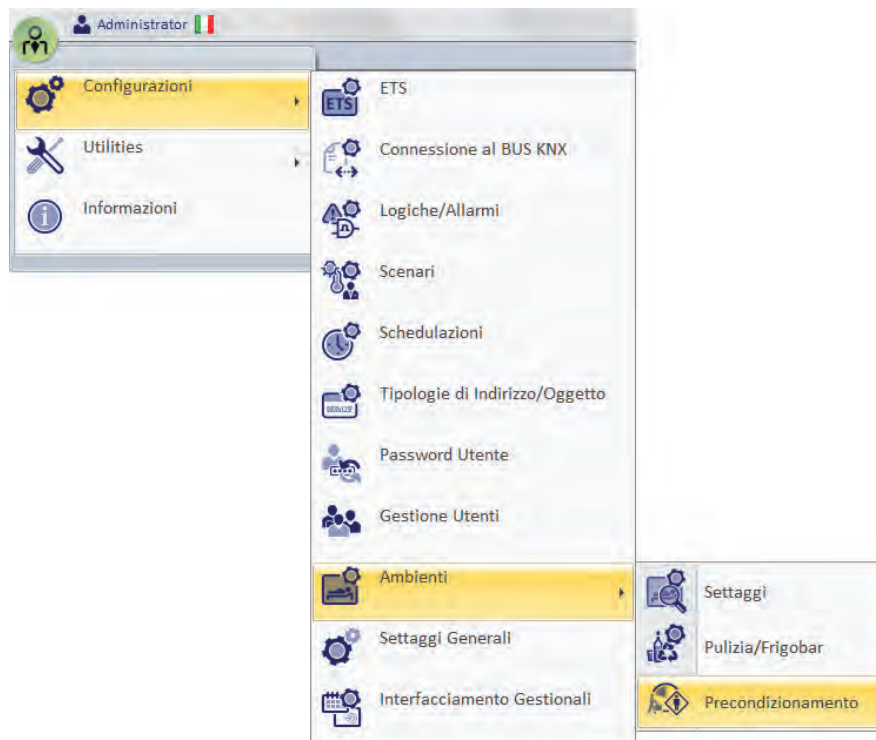 Administrator
Configurazioni
Utilities
Informazioni
ETS
ETS
Connessione al BUS KNX
Logiche/Allarmi
Scenari
Schedulazioni
Tipologie di Indirizzo/Oggetto
Password Utente
Gestione Utenti
Ambienti
Settaggi Generali
Interfacciamento Gestionali
Settaggi
Pulizia/Frigobar
Precondizionamento